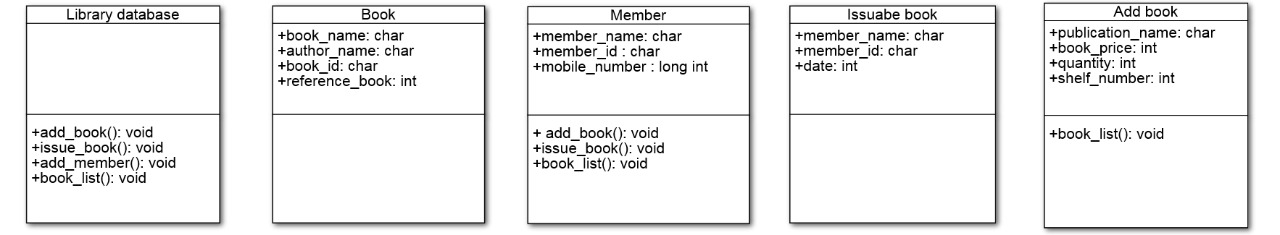 Library database
+add_book(): void
+issue_book(): void
+add_member(): void
+book_list(): void
Book
+book_name: char
+author_name: char
+book_id: char
+reference_book: int
Member
+member_name: char
+member_id : char
+mobile_number : long int
+ add_book(): void
+issue_book(): void
+book_list(): void
Issuabe book
+member_name: char
+member_id: char
+date: int
Add book
+publication_name: char
+book_price: int
+quantity: int
+shelf_number: int
+book_list(): void